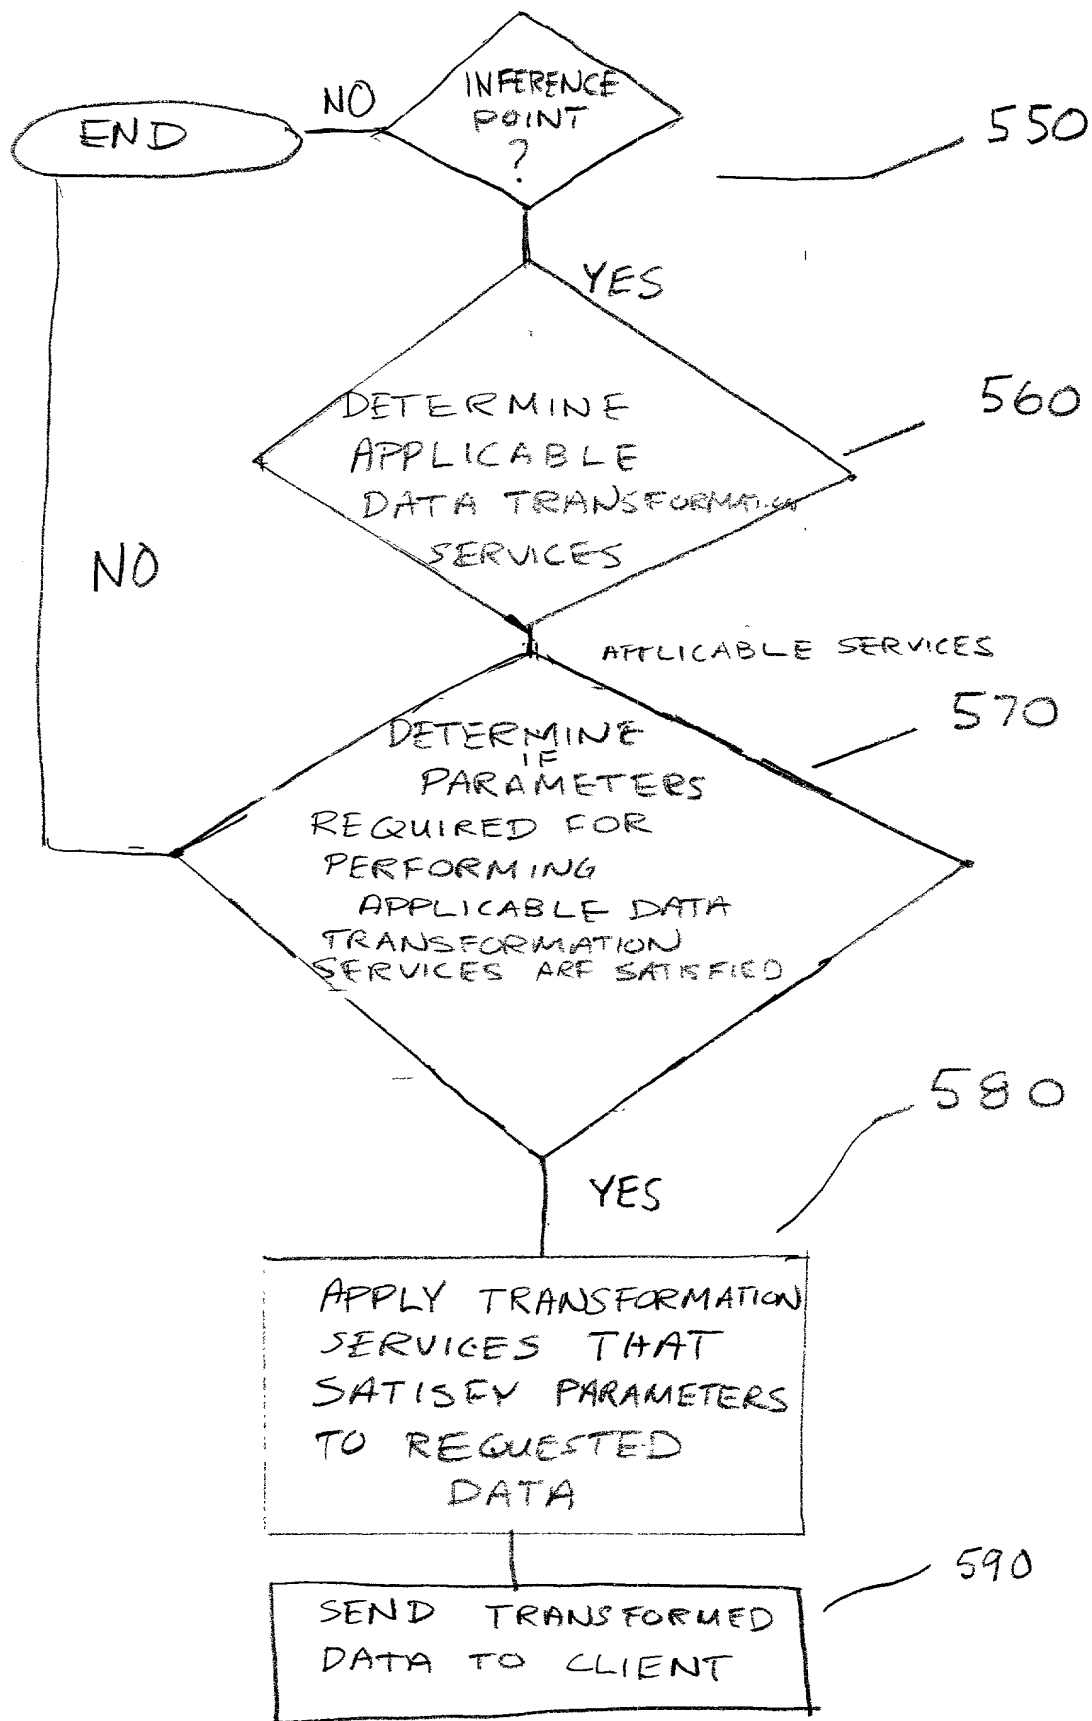 INFERENCE
POINT
?
NO
END
550
YES
560
DETERMINE
APPLICABLE
DATA TRANSFORMATION
SERVICES
NO
APPLICABLE SERVICES
570
DETERMINE
IF
PARAMETERS
REQUIRED FOR
PERFORMING
APPLICABLE DATA
TRANSFORMATION
SERVICES ARE SATISFIED
580
YES
APPLY TRANSFORMATION
SERVICES THAT
SATISFY PARAMETERS
TO REQUESTED
DATA
590
SEND TRANSFORMED
DATA TO CLIENT